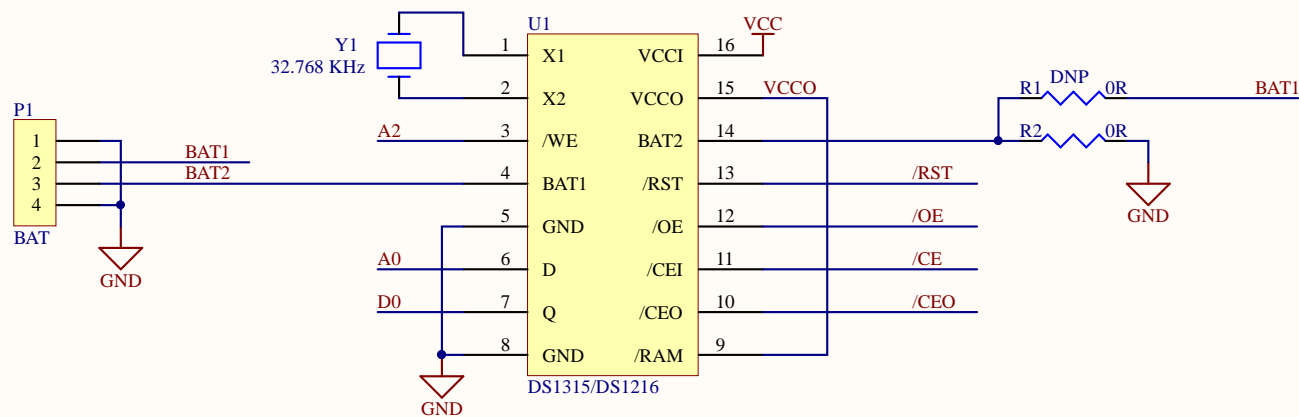 U1
VCC
Y1
32.768 KHz
1 X1 VCCI 16
2 X2 VCCO 15 VCCO
R1 DNP 0R BAT1
A2 3 /WE BAT2 14
R2 0R
P1
1
2 BAT1
3 BAT2
4
BAT
GND
4 BAT1 /RST 13 /RST
GND
5 GND /OE 12 /OE
A0 6 D /CEI 11 /CE
D0 7 Q /CEO 10 /CEO
8 GND /RAM 9
DS1315/DS1216
GND